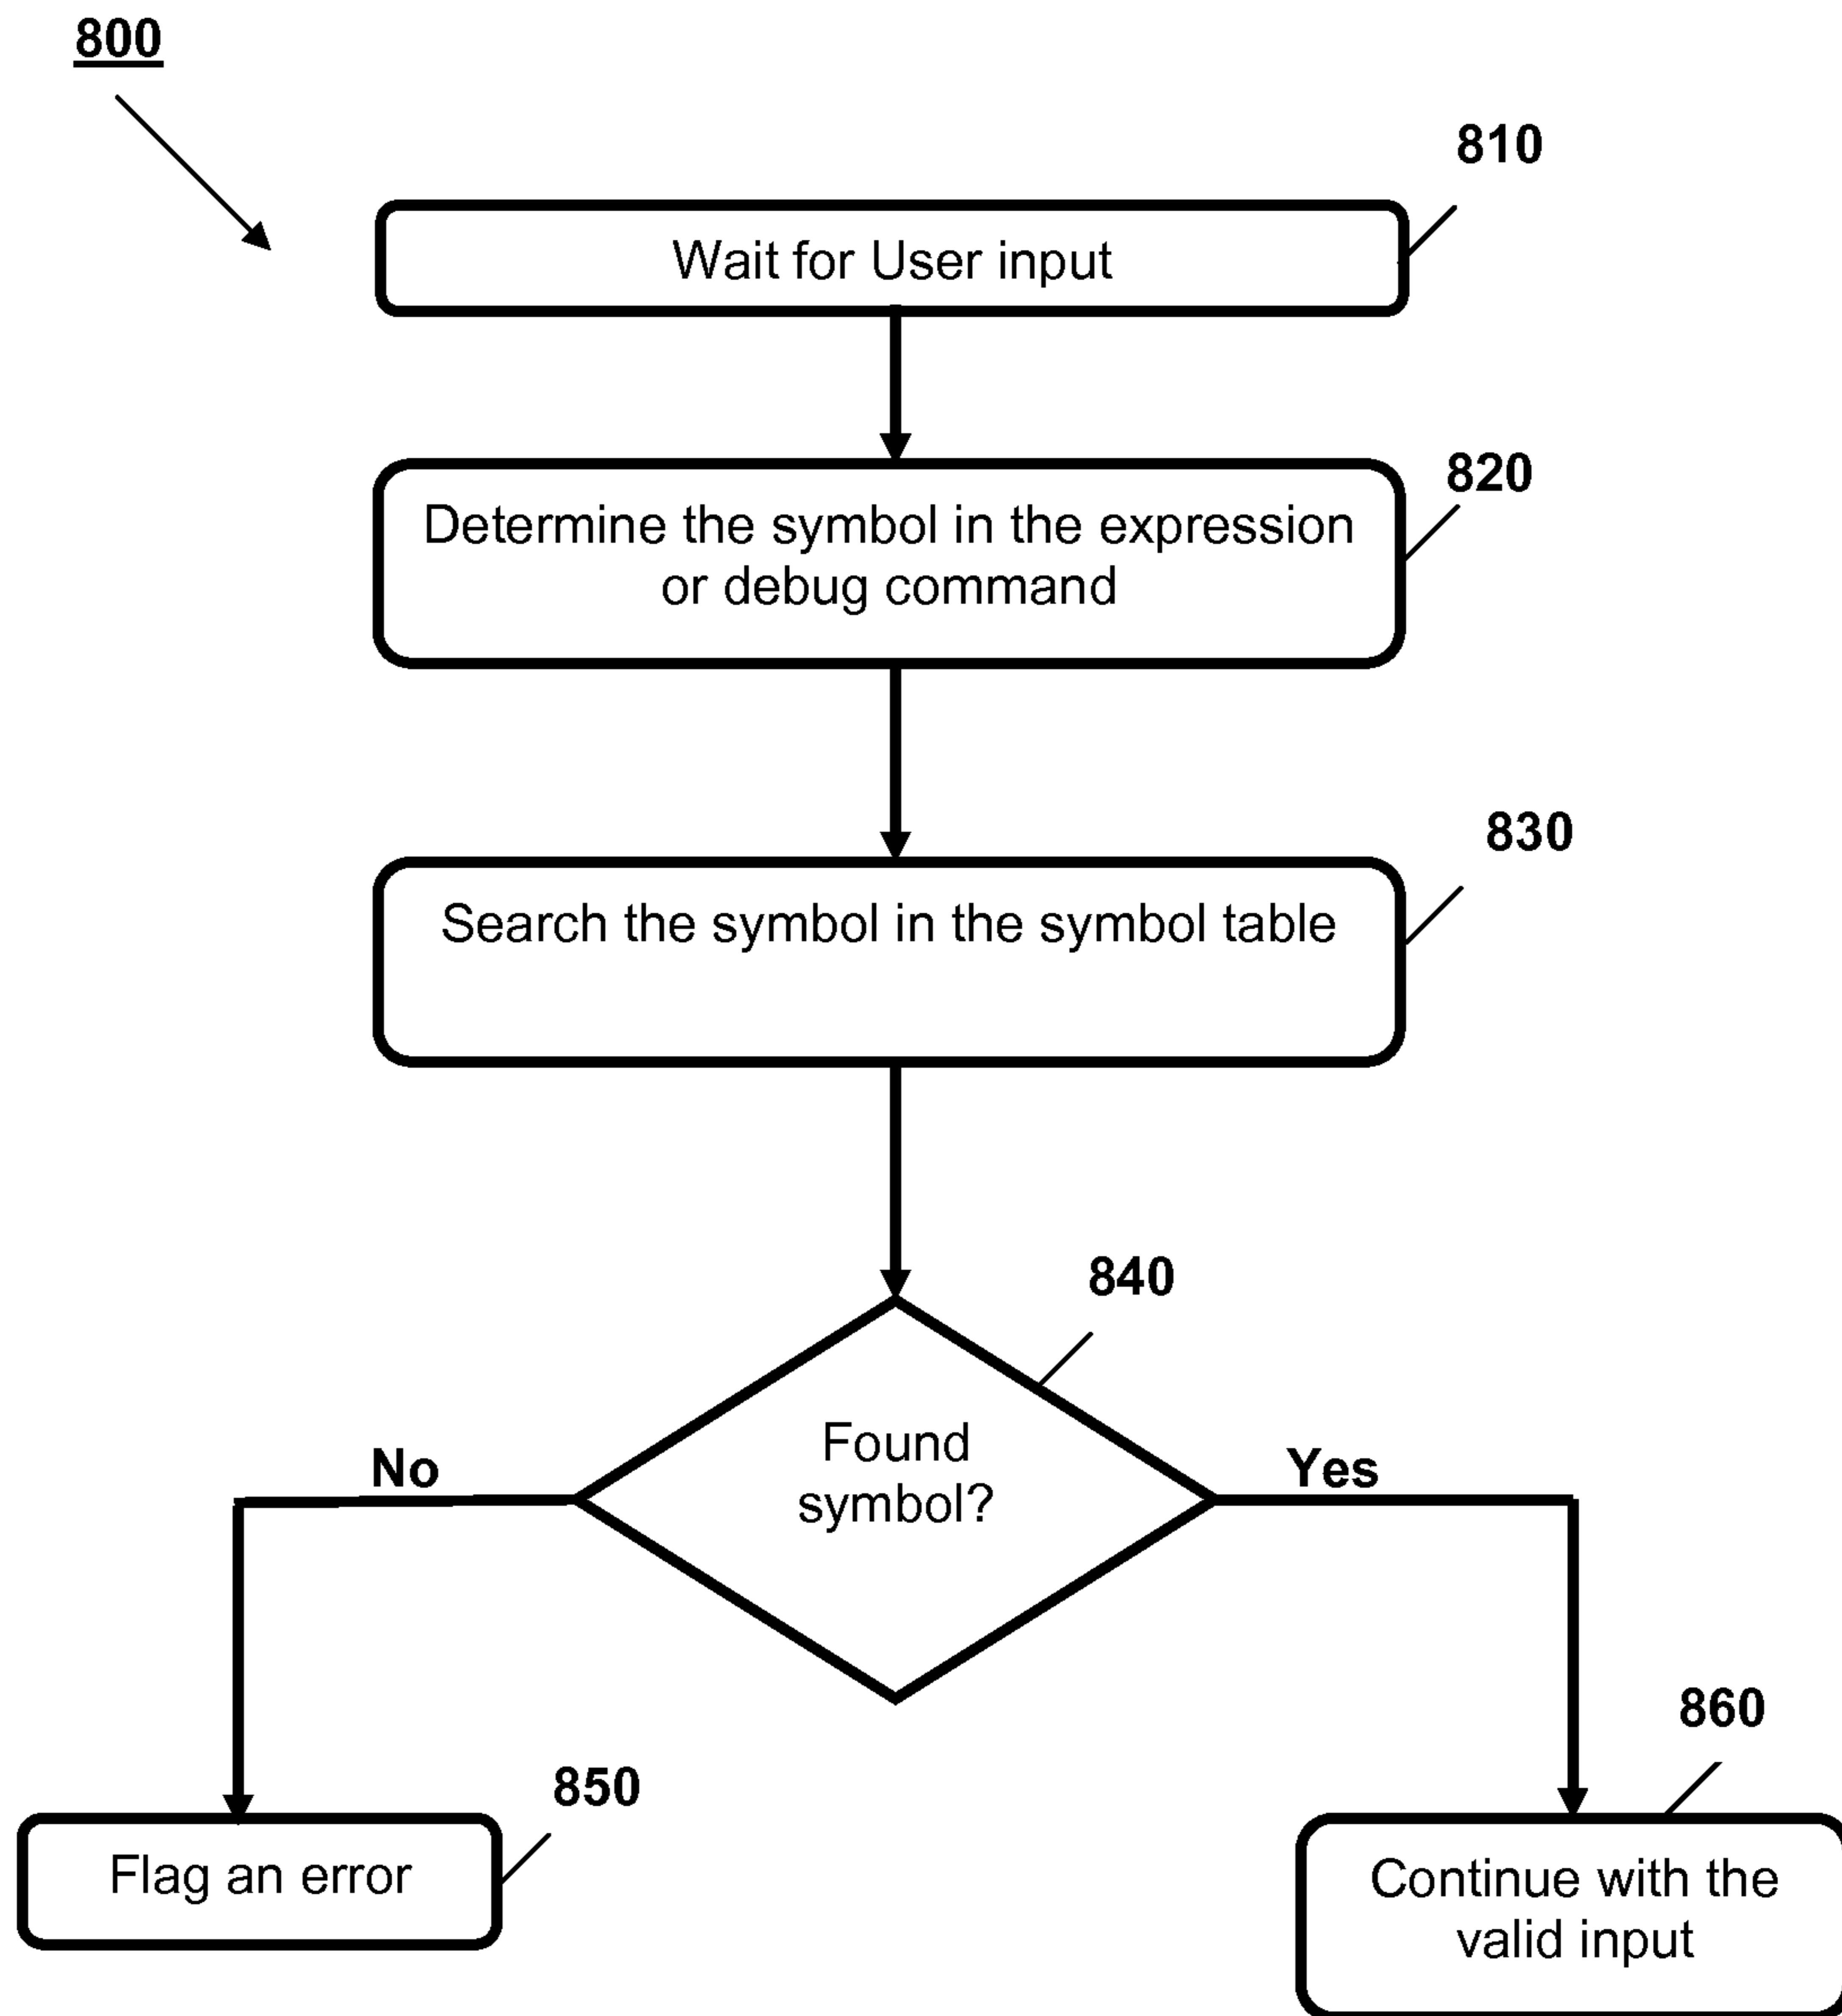 800
810
Wait for User input
820
Determine the symbol in the expression
or debug command
830
Search the symbol in the symbol table
840
Found
symbol?
No
Yes
850
Flag an error
860
Continue with the
valid input